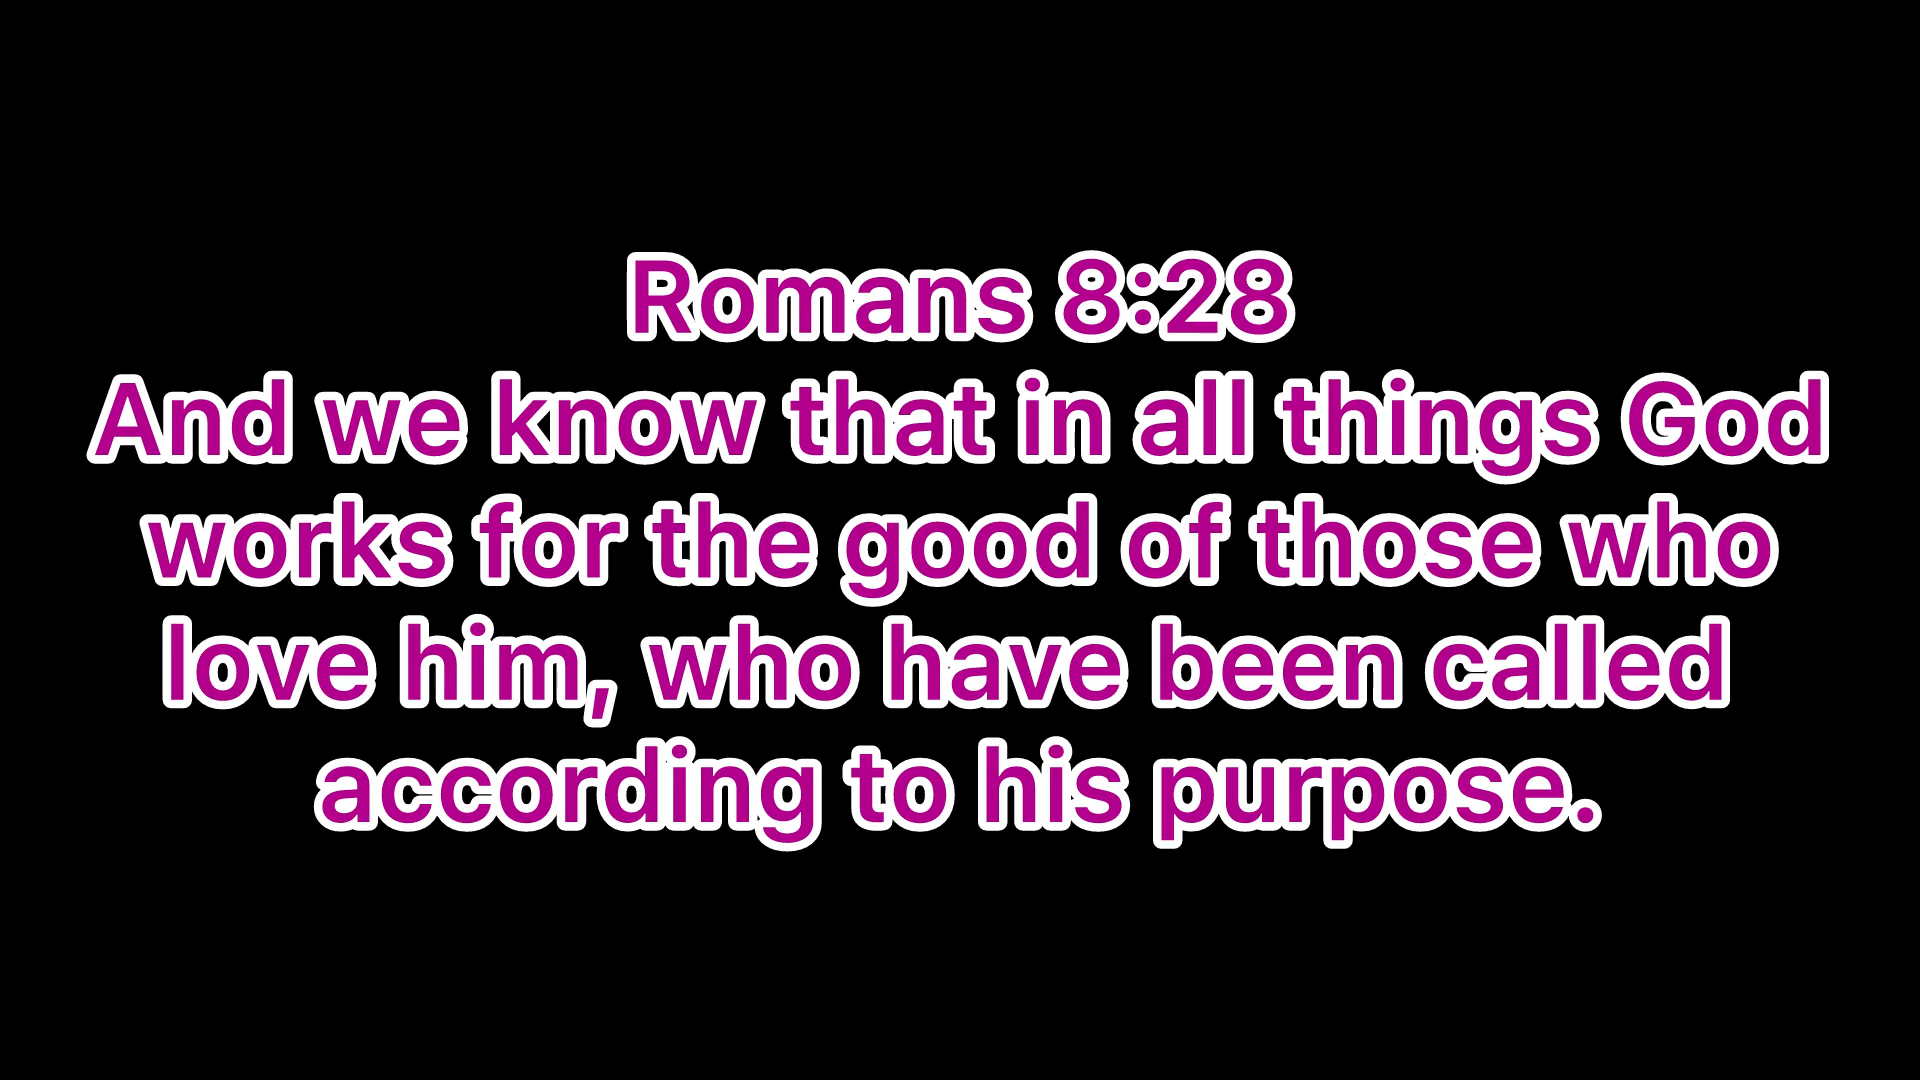 Romans 8:28
And we know that in all things God
works for the good of those who
love him, who have been called
according to his purpose.